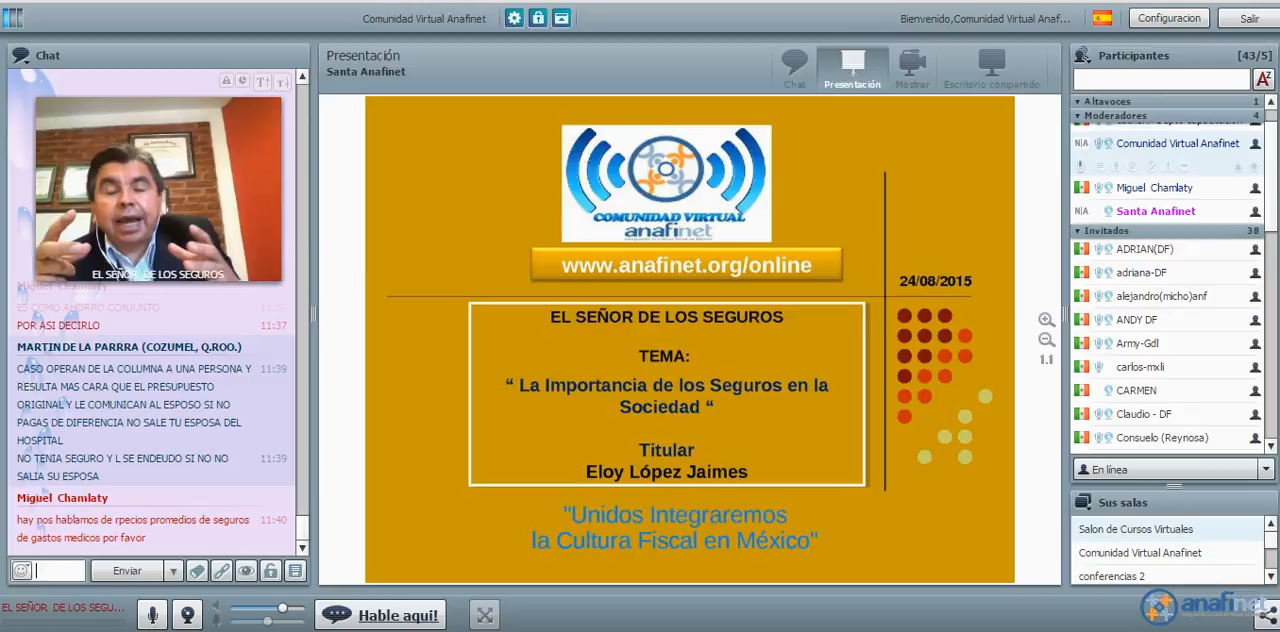 Comunidad Virtual Anafinet
Bienvenido,Comunidad Virtual Anaf...
Configuracion
Salir
Chat
EL SEÑOR DE LOS SEGUROS
Miguel Chamlaty
ES COMO AHORRO CONJUNTO
POR ASI DECIRLO 11:37
MARTIN DE LA PARRRA (COZUMEL, Q.ROO.)
CASO OPERAN DE LA COLUMNA A UNA PERSONA Y 11:39
RESULTA MAS CARA QUE EL PRESUPUESTO
ORIGINAL Y LE COMUNICAN AL ESPOSO SI NO
PAGAS DE DIFERENCIA NO SALE TU ESPOSA DEL
HOSPITAL
NO TENIA SEGURO Y L SE ENDEUDO SI NO NO 11:39
SALIA SU ESPOSA
Miguel Chamlaty
hay nos hablamos de rpecios promedios de seguros 11:40
de gastos medicos por favor
Enviar
EL SEÑOR DE LOS SEGU...
Hable aqui!
Presentación
Santa Anafinet
Chat
Presentación
Mostrar
Escritorio compartido
COMUNIDAD VIRTUAL
anafinet
www.anafinet.org/online
24/08/2015
EL SEÑOR DE LOS SEGUROS
TEMA:
“ La Importancia de los Seguros en la
Sociedad “
Titular
Eloy López Jaimes
"Unidos Integraremos
la Cultura Fiscal en México"
1.1
Participantes [43/5]
Altavoces 1
Moderadores 4
N/A Comunidad Virtual Anafinet
Miguel Chamlaty
N/A Santa Anafinet
Invitados 38
ADRIAN(DF)
adriana-DF
alejandro(micho)anf
ANDY DF
Army-Gdl
carlos-mxli
CARMEN
Claudio - DF
Consuelo (Reynosa)
En línea
Sus salas
Salon de Cursos Virtuales
Comunidad Virtual Anafinet
conferencias 2
anafinet